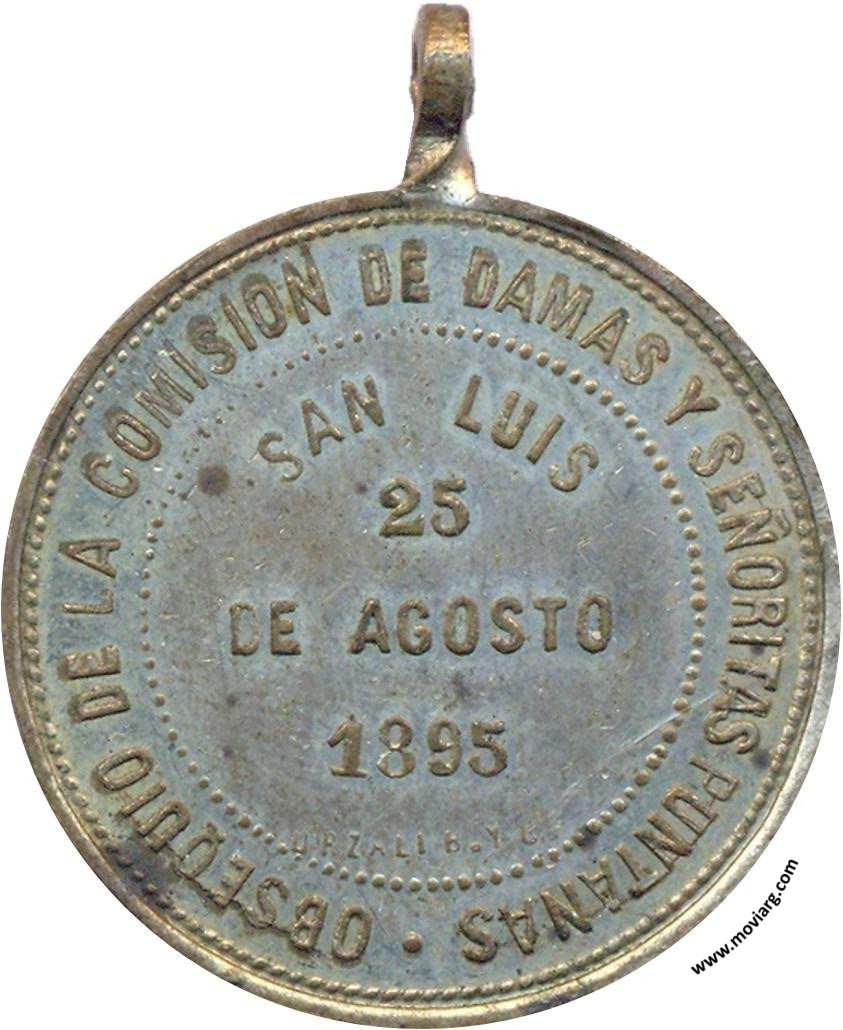 OBSEQUIO DE LA COMISION DE DAMAS Y SEÑORITAS PUNTANAS •
SAN LUIS
25
DE AGOSTO
1895
www.moviarg.com